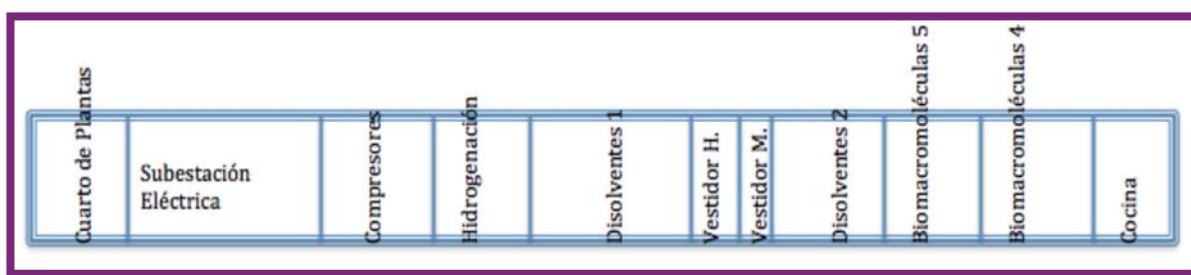 Cuarto de Plantas
Subestación
Eléctrica
Compresores
Hidrogenación
Disolventes 1
Vestidor H.
Vestidor M.
Disolventes 2
Biomacromoléculas 5
Biomacromoléculas 4
Cocina